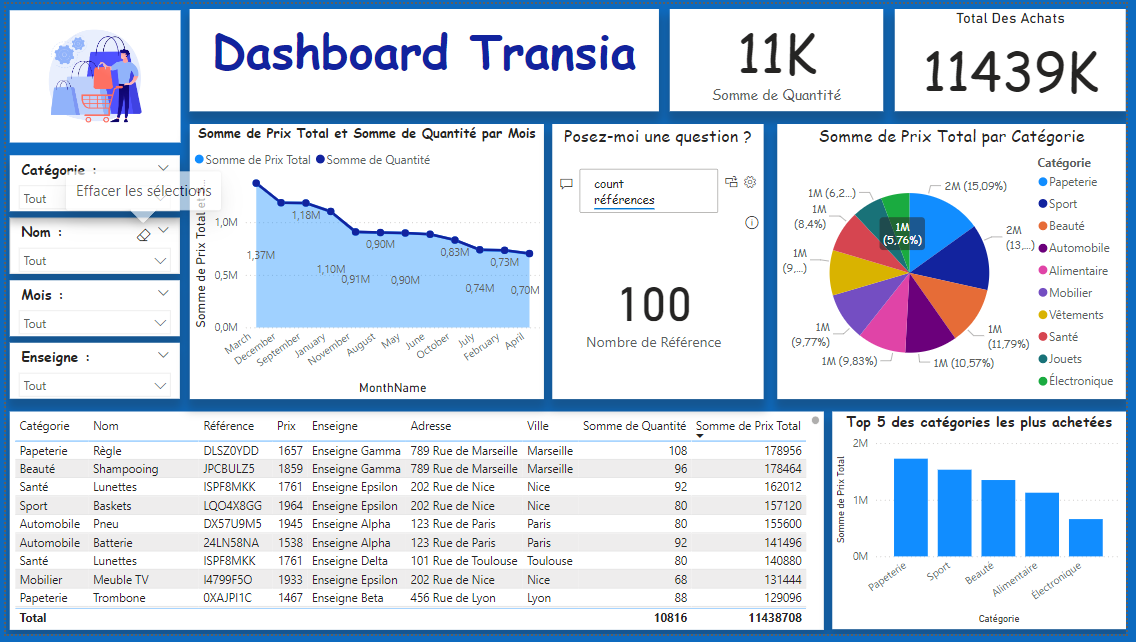 Dashboard Transia
11K
Somme de Quantité
Total Des Achats
11439K
Catégorie :
Tout
Effacer les sélections
Nom :
Tout
Mois :
Tout
Enseigne :
Tout
Somme de Prix Total et Somme de Quantité par Mois
Somme de Prix Total
Somme de Quantité
Somme de Prix Total et
1,0M
0,5M
0,0M
1,37M
1,18M
1,10M
0,91M
0,90M
0,90M
0,83M
0,74M
0,73M
0,70M
March
December
September
January
November
August
May
June
October
July
February
April
MonthName
Posez-moi une question ?
count
références
100
Nombre de Référence
Somme de Prix Total par Catégorie
2M (15,09%)
2M
(13,...)
1M
(11,79%)
1M (10,57%)
1M (9,83%)
1M
(9,77%)
1M
(9,...)
1M
(8,4%)
1M (6,2...)
1M
(5,76%)
Catégorie
Papeterie
Sport
Beauté
Automobile
Alimentaire
Mobilier
Vêtements
Santé
Jouets
Électronique
Catégorie Nom Référence Prix Enseigne Adresse Ville Somme de Quantité Somme de Prix Total
Papeterie Règle DLSZ0YDD 1657 Enseigne Gamma 789 Rue de Marseille Marseille 108 178956
Beauté Shampooing JPCBULZ5 1859 Enseigne Gamma 789 Rue de Marseille Marseille 96 178464
Santé Lunettes ISPF8MKK 1761 Enseigne Epsilon 202 Rue de Nice Nice 92 162012
Sport Baskets LQO4X8GG 1964 Enseigne Epsilon 202 Rue de Nice Nice 80 157120
Automobile Pneu DX57U9M5 1945 Enseigne Alpha 123 Rue de Paris Paris 80 155600
Automobile Batterie 24LN58NA 1538 Enseigne Alpha 123 Rue de Paris Paris 92 141496
Santé Lunettes ISPF8MKK 1761 Enseigne Delta 101 Rue de Toulouse Toulouse 80 140880
Mobilier Meuble TV I4799F5O 1933 Enseigne Epsilon 202 Rue de Nice Nice 68 131444
Papeterie Trombone 0XAJPI1C 1467 Enseigne Beta 456 Rue de Lyon Lyon 88 129096
Total 10816 11438708
Top 5 des catégories les plus achetées
Somme de Prix Total
2M
1M
0M
Papeterie
Sport
Beauté
Alimentaire
Électronique
Catégorie